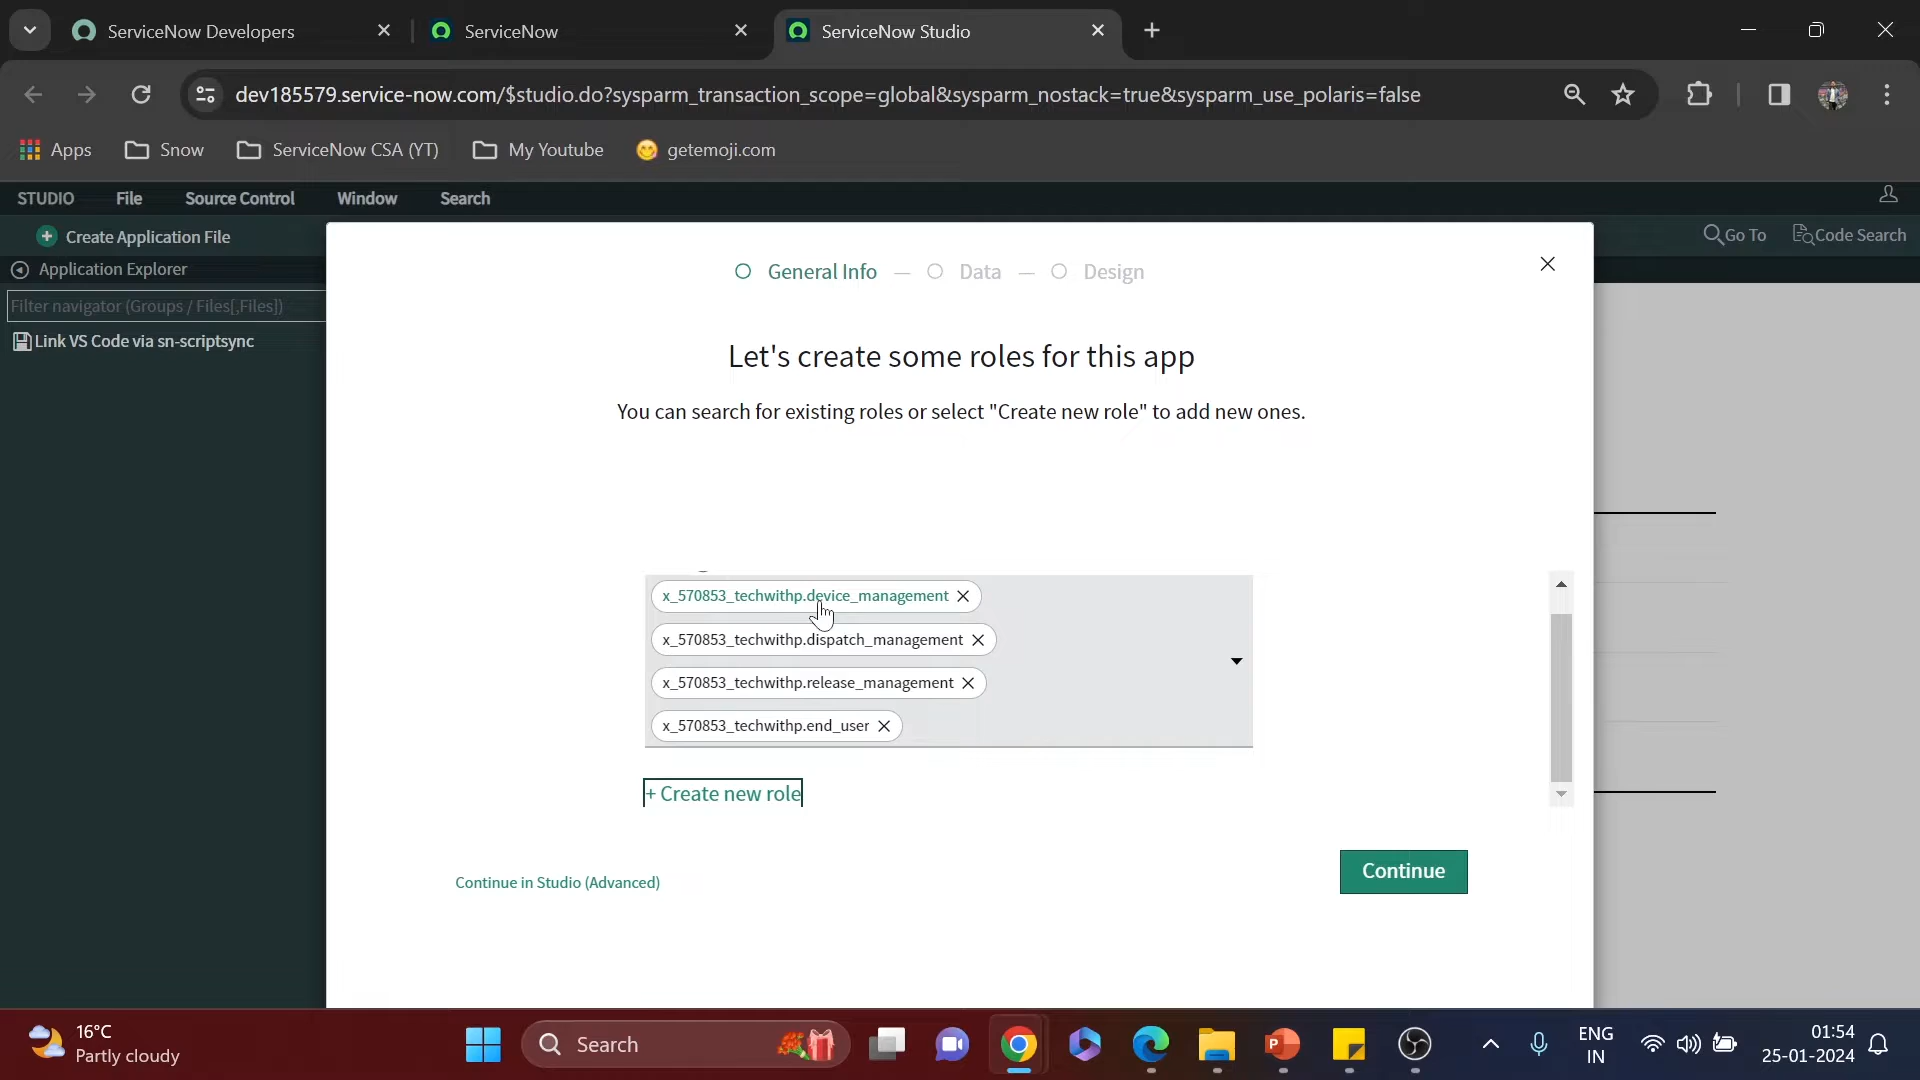 ServiceNow Developers
ServiceNow
ServiceNow Studio
dev185579.service-now.com/$studio.do?sysparm_transaction_scope=global&sysparm_nostack=true&sysparm_use_polaris=false
Apps
Snow
ServiceNow CSA (YT)
My Youtube
getemoji.com
STUDIO
File
Source Control
Window
Search
Create Application File
Go To
Code Search
Application Explorer
Filter navigator (Groups / Files[,Files])
Link VS Code via sn-scriptsync
General Info
Data
Design
Let's create some roles for this app
You can search for existing roles or select "Create new role" to add new ones.
x_570853_techwithp.device_management
x_570853_techwithp.dispatch_management
x_570853_techwithp.release_management
x_570853_techwithp.end_user
+ Create new role
Continue in Studio (Advanced)
Continue
16°C
Partly cloudy
Search
ENG
IN
01:54
25-01-2024